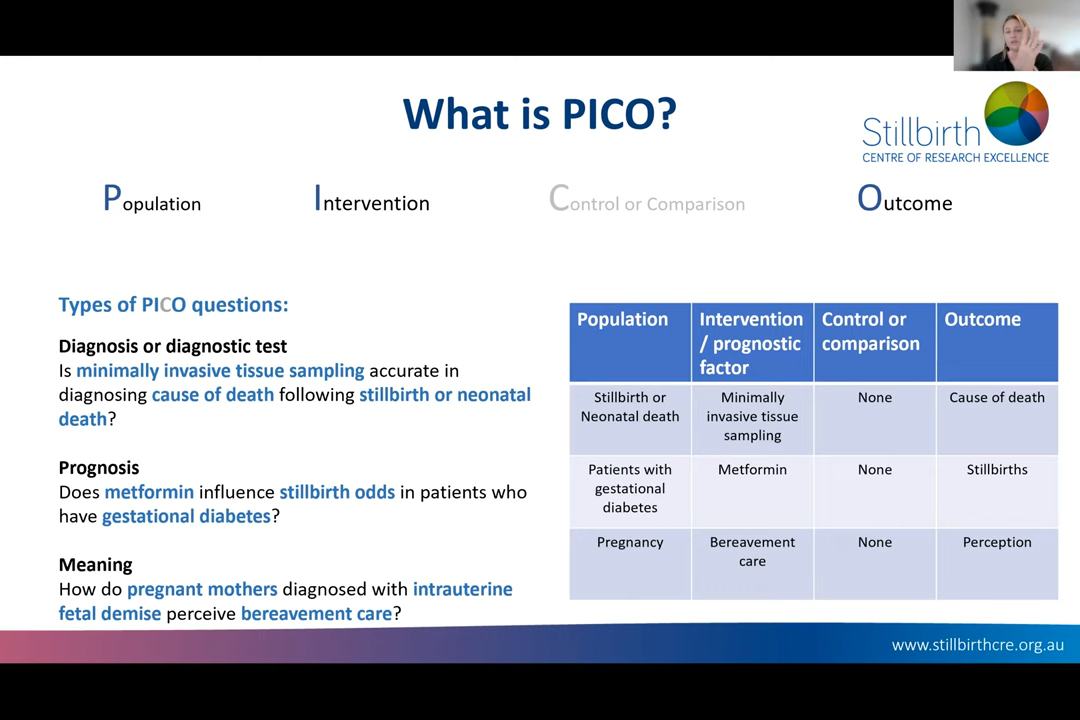 What is PICO?
Stillbirth
CENTRE OF RESEARCH EXCELLENCE
Population
Intervention
Control or Comparison
Outcome
Types of PICO questions:
Diagnosis or diagnostic test
Is minimally invasive tissue sampling accurate in
diagnosing cause of death following stillbirth or neonatal
death?
Prognosis
Does metformin influence stillbirth odds in patients who
have gestational diabetes?
Meaning
How do pregnant mothers diagnosed with intrauterine
fetal demise perceive bereavement care?
Population
Intervention
/ prognostic
factor
Control or
comparison
Outcome
Stillbirth or
Neonatal death
Minimally
invasive tissue
sampling
None
Cause of death
Patients with
gestational
diabetes
Metformin
None
Stillbirths
Pregnancy
Bereavement
care
None
Perception
www.stillbirthcre.org.au